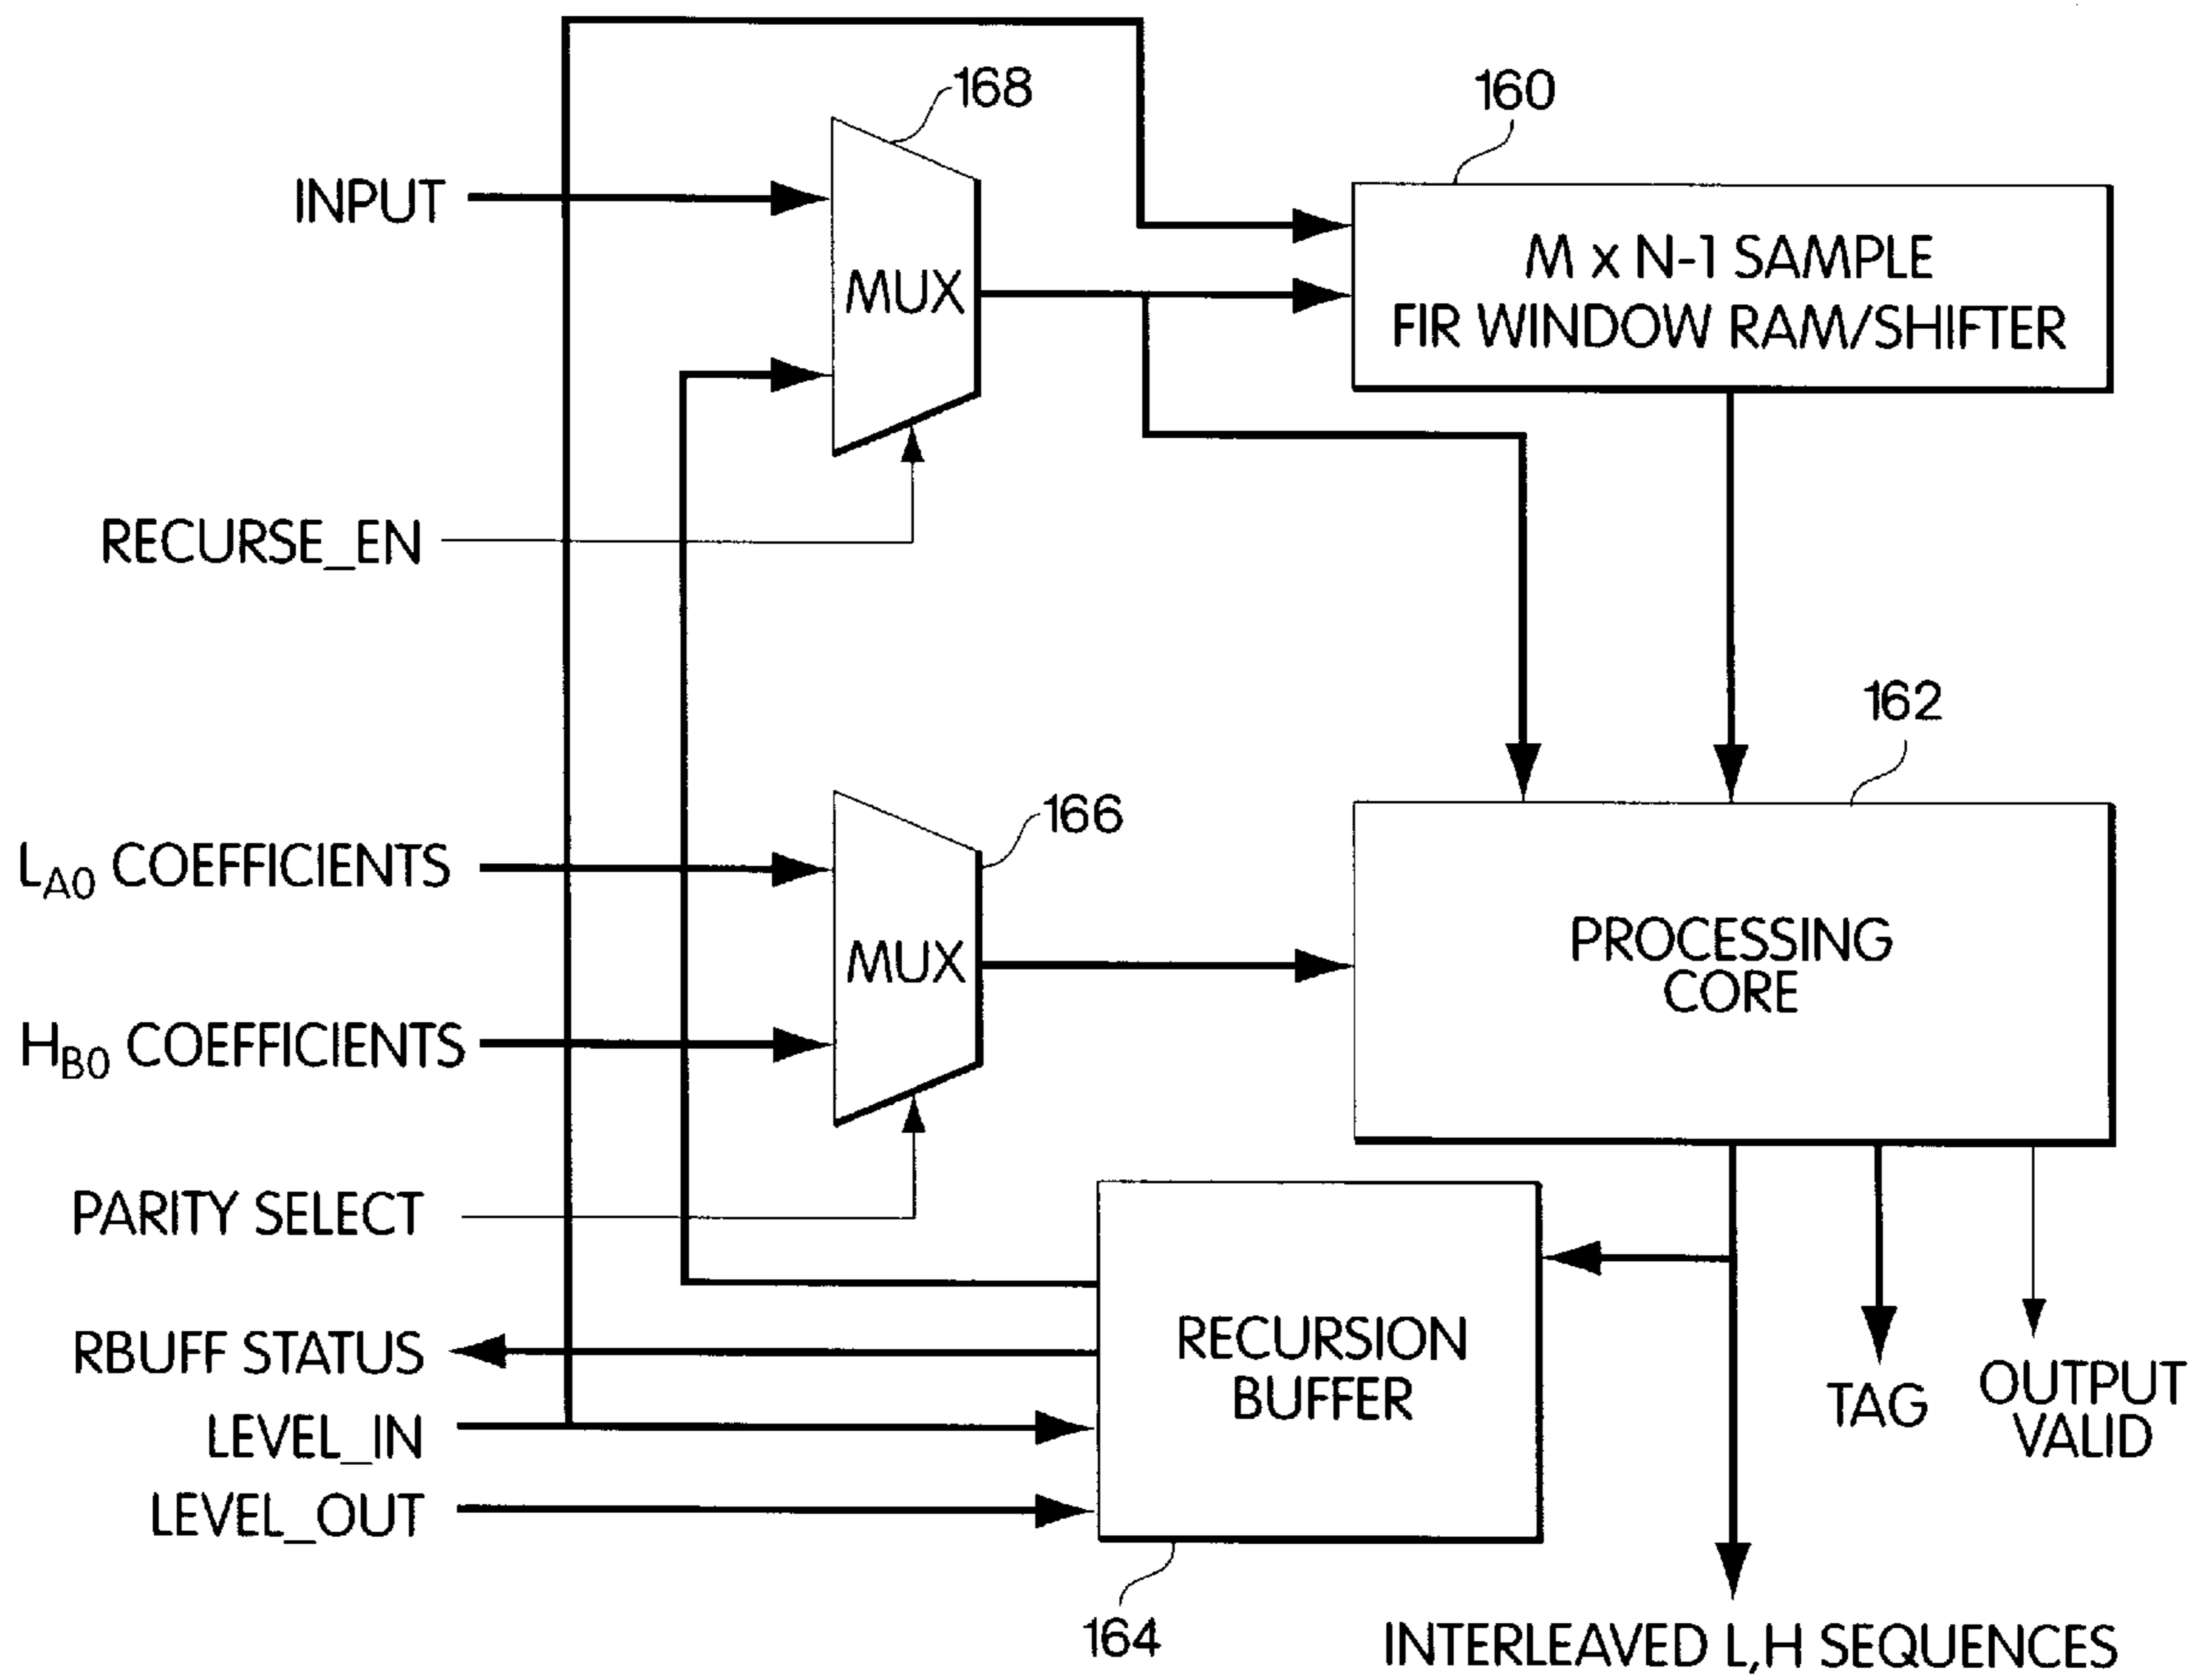 168
160
INPUT
MUX
M x N-1 SAMPLE
FIR WINDOW RAM/SHIFTER
RECURSE_EN
162
166
LA0 COEFFICIENTS
MUX
PROCESSING
CORE
HB0 COEFFICIENTS
PARITY SELECT
RBUFF STATUS
RECURSION
BUFFER
LEVEL_IN
LEVEL_OUT
TAG
OUTPUT
VALID
164
INTERLEAVED L,H SEQUENCES